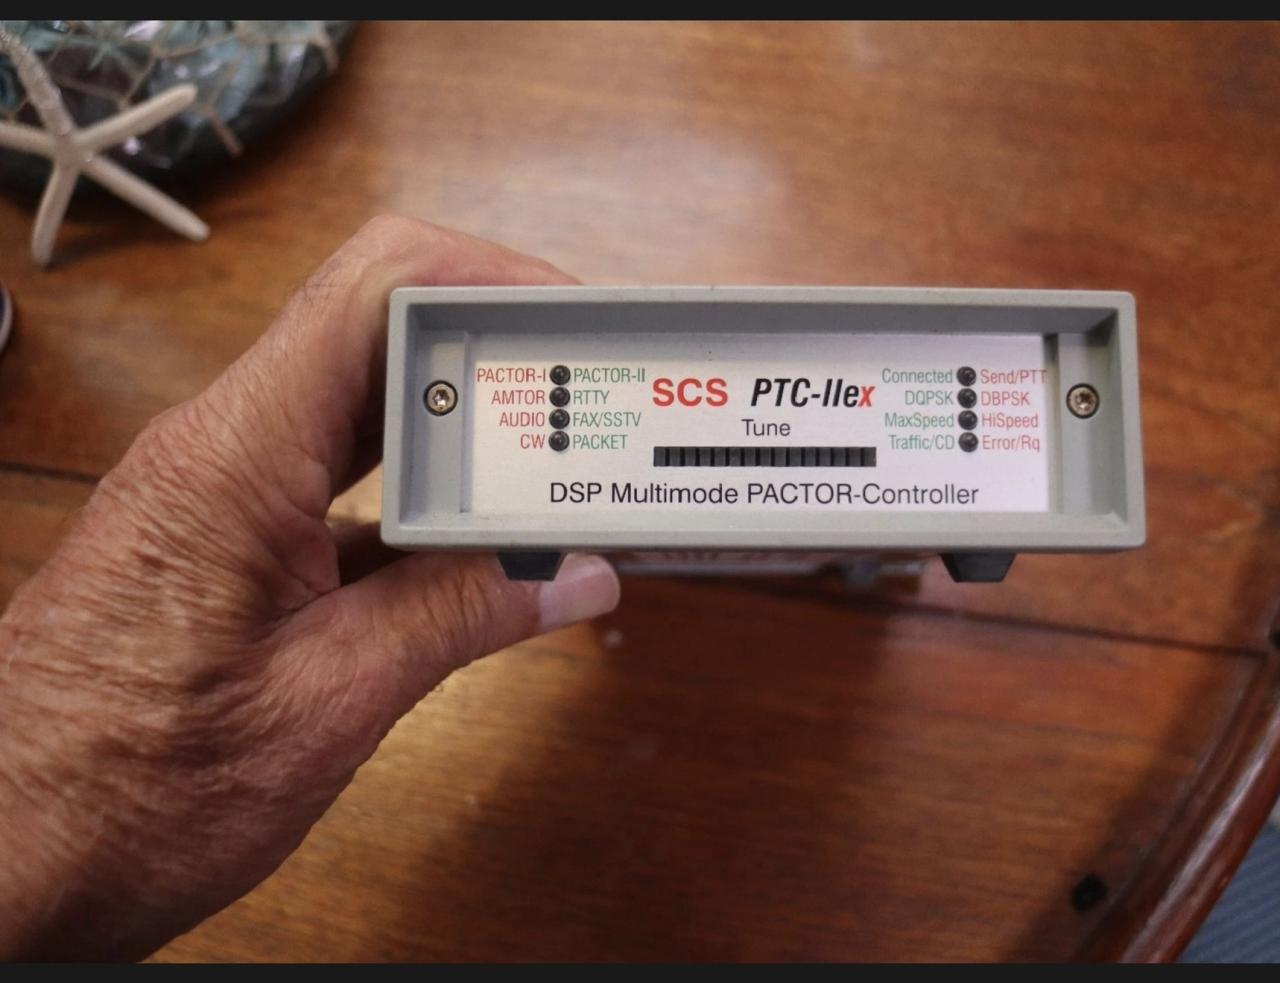 PACTOR-I PACTOR-II
AMTOR RTTY
AUDIO FAX/SSTV
CW PACKET
SCS PTC-IIex
Tune
Connected Send/PTT
DQPSK DBPSK
MaxSpeed HiSpeed
Traffic/CD Error/Rq
DSP Multimode PACTOR-Controller